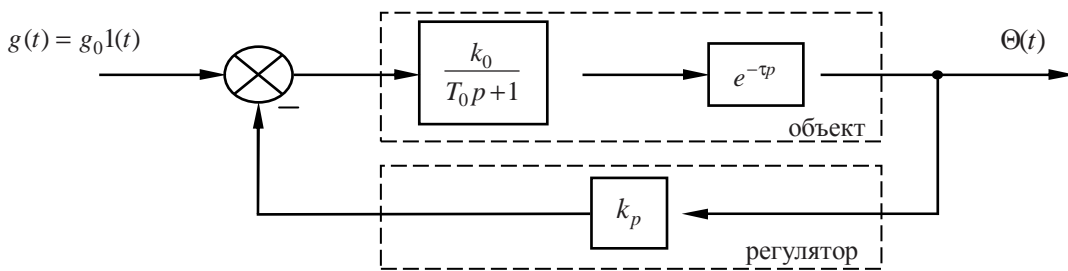 g(t) = g₀1(t)
Θ(t)
k₀
T₀p+1
e^{-τp}
−
объект
k_p
регулятор